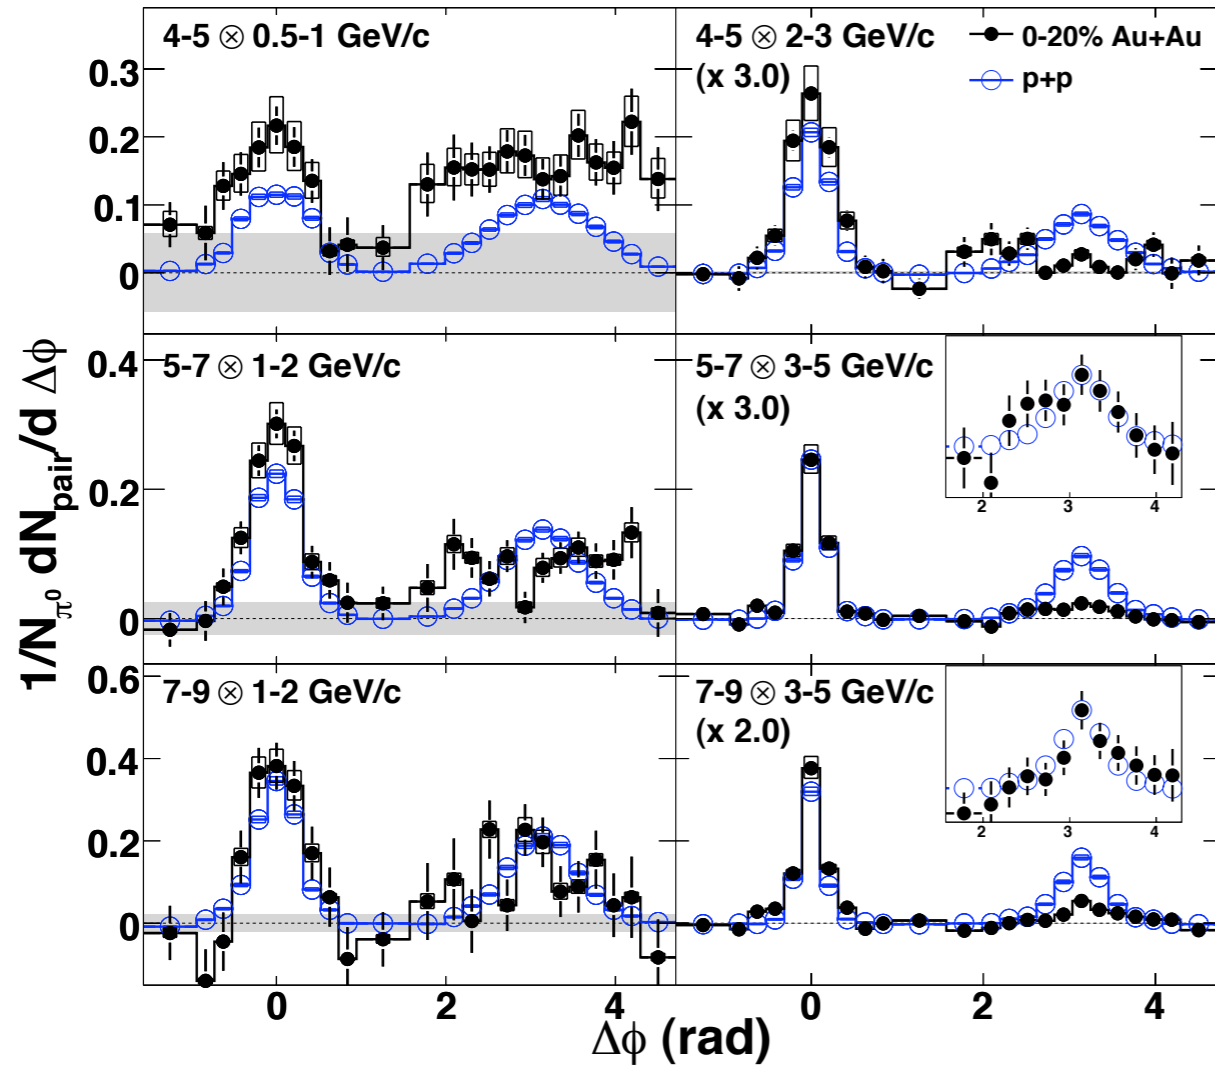 4-5 ⊗ 0.5-1 GeV/c
4-5 ⊗ 2-3 GeV/c
(x 3.0)
0-20% Au+Au
p+p
0.3
0.2
0.1
0
5-7 ⊗ 1-2 GeV/c
5-7 ⊗ 3-5 GeV/c
(x 3.0)
0.4
0.2
0
2 3 4
7-9 ⊗ 1-2 GeV/c
7-9 ⊗ 3-5 GeV/c
(x 2.0)
0.6
0.4
0.2
0
2 3 4
0 2 4 0 2 4
Δϕ (rad)
1/N_π⁰ dN_pair/d Δϕ